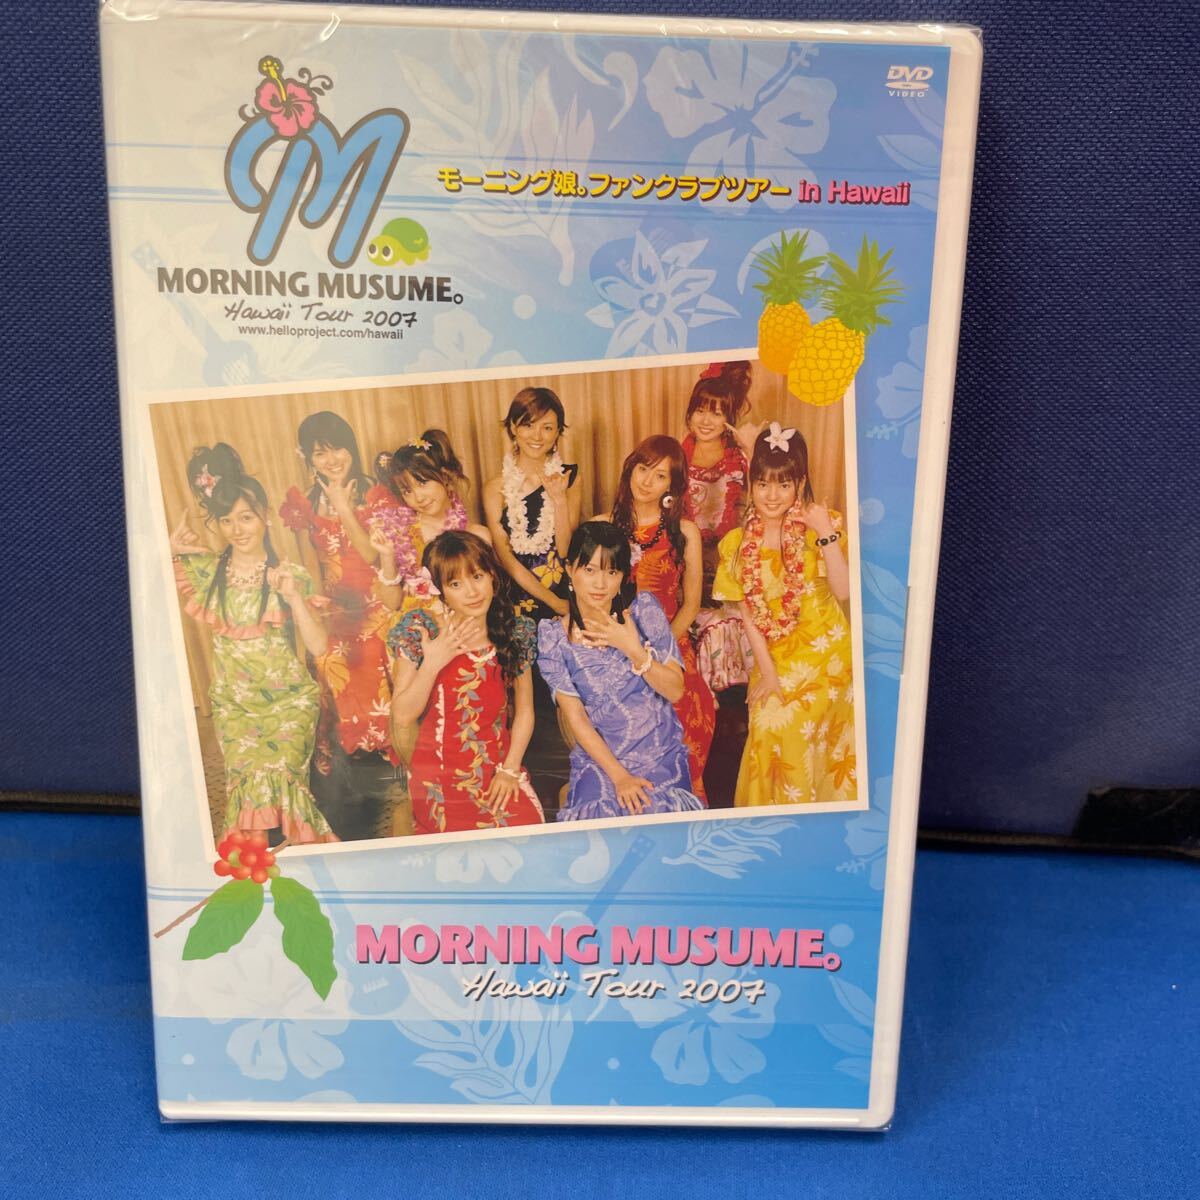 DVD
VIDEO
モーニング娘。ファンクラブツアー in Hawaii
M
MORNING MUSUME。
Hawaii Tour 2007
www.helloproject.com/hawaii
MORNING MUSUME。
Hawaii Tour 2007